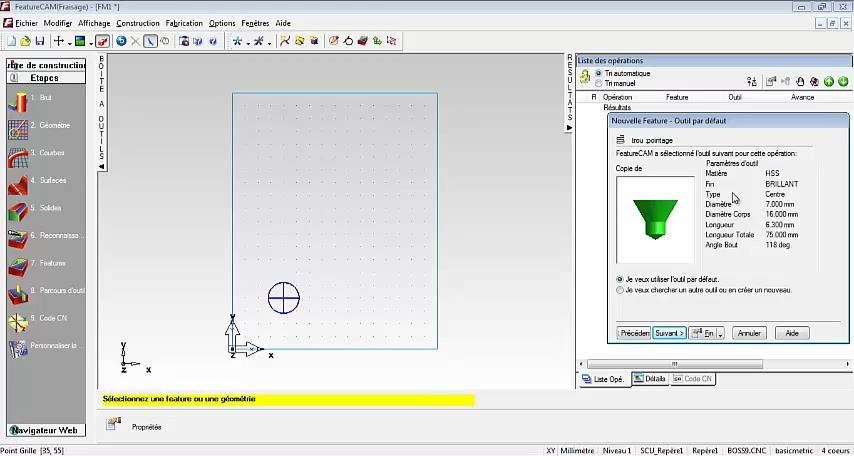 FeatureCAM(Fraisage) - [FM1 *]
Fichier Modifier Affichage Construction Fabrication Options Fenêtres Aide
rbre de constructio
Etapes
1. Brut
2. Géométrie
3. Courbes
4. Surfaces
5. Solides
6. Reconnaissa...
7. Features
8. Parcours d'outil
9. Code CN
Personnaliser la ...
Navigateur Web
BOITE A OUTILS
Y
Z
X
Y
Z
X
RESULTATS
Liste des opérations
Tri automatique
Tri manuel
R Opération Feature Outil Avance
Résultats
Nouvelle Feature - Outil par défaut
trou :pointage
FeatureCAM a sélectionné l'outil suivant pour cette opération:
Copie de
Paramètres d'outil
Matière HSS
Fin BRILLANT
Type Centre
Diamètre 7.000 mm
Diamètre Corps 16.000 mm
Longueur 6.300 mm
Longueur Totale 75.000 mm
Angle Bout 118 deg.
Je veux utiliser l'outil par défaut.
Je veux chercher un autre outil ou en créer un nouveau.
< Précéden
Suivant >
Fin
Annuler
Aide
Liste Opé. Détails Code CN
Sélectionnez une feature ou une géométrie
Propriétés
Point Grille [35, 55] XY Millimètre Niveau 1 SCU_Repère1 Repère1 BOSS9.CNC basicmetric 4 coeurs